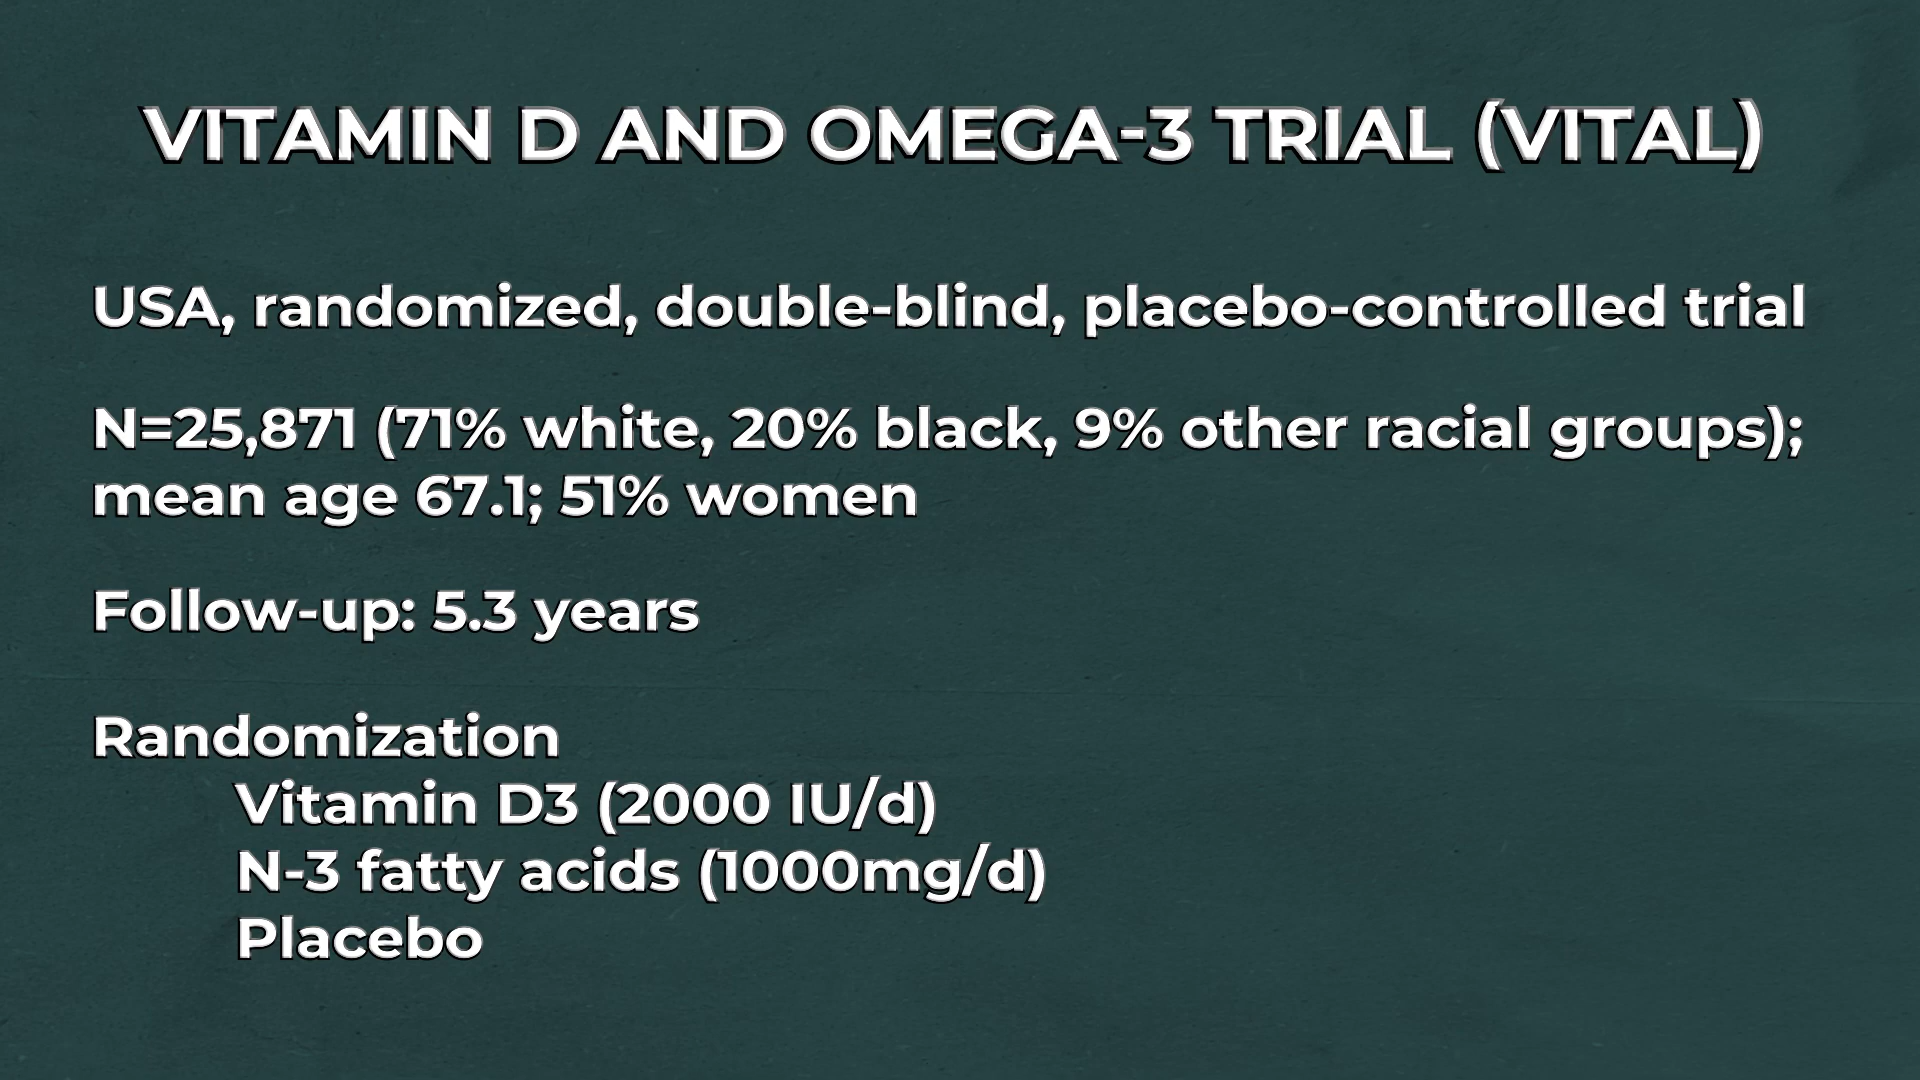 VITAMIN D AND OMEGA-3 TRIAL (VITAL)
USA, randomized, double-blind, placebo-controlled trial
N=25,871 (71% white, 20% black, 9% other racial groups);
mean age 67.1; 51% women
Follow-up: 5.3 years
Randomization
Vitamin D3 (2000 IU/d)
N-3 fatty acids (1000mg/d)
Placebo